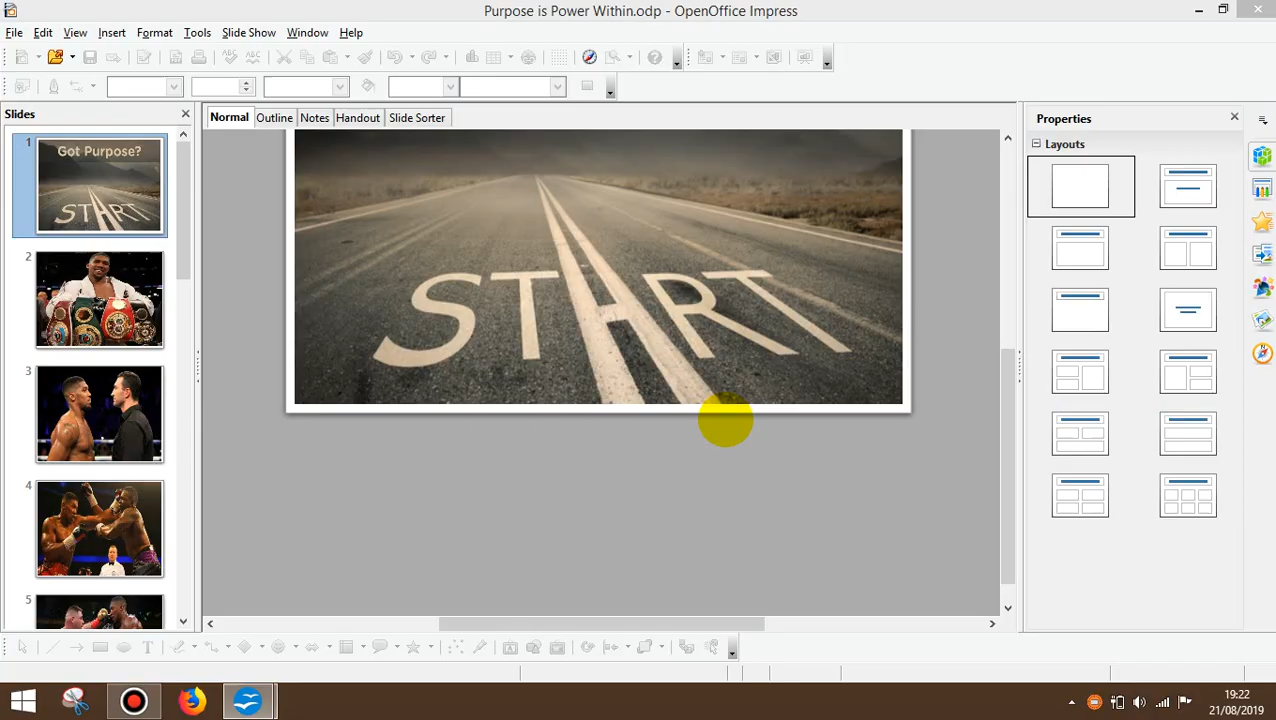 Purpose is Power Within.odp - OpenOffice Impress
File Edit View Insert Format Tools Slide Show Window Help
Slides
Normal Outline Notes Handout Slide Sorter
Properties
Layouts
1
Got Purpose?
START
2
3
4
5
START
19:22
21/08/2019